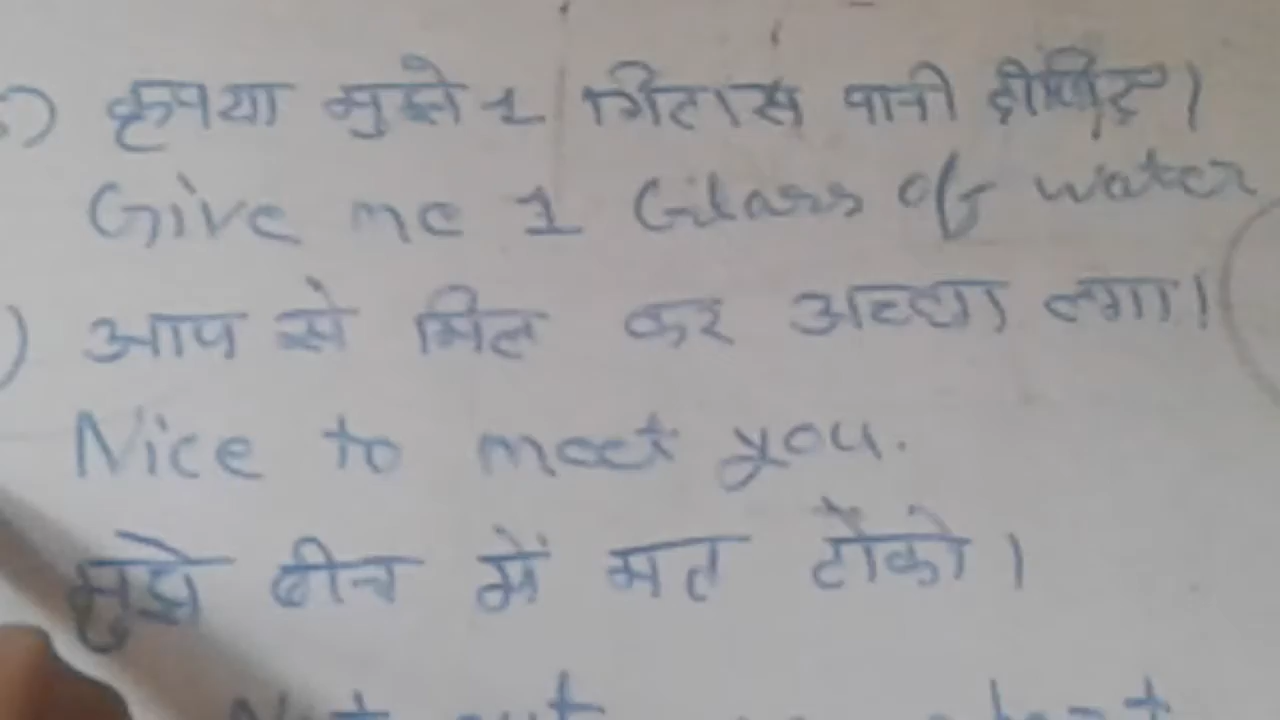 कृपया मुझे 1 गिलास पानी दीजिए।
Give me 1 Glass of water
आप से मिल कर अच्छा लगा।
Nice to meet you.
मुझे बीच में मत टोको।